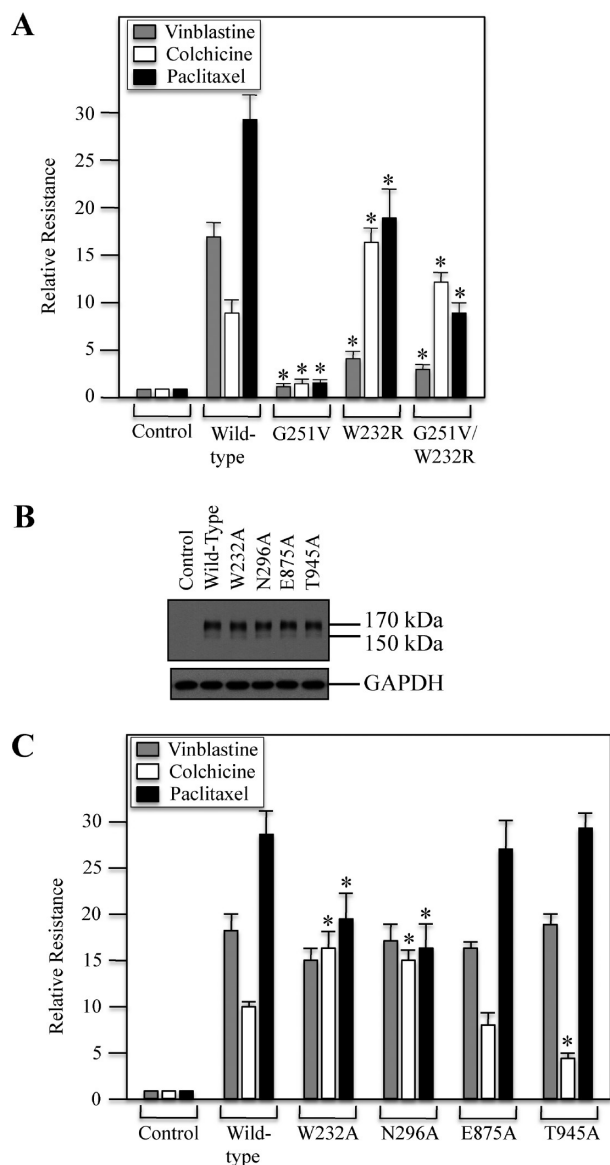 A
Vinblastine
Colchicine
Paclitaxel
Relative Resistance
30
25
20
15
10
5
0
* * *
* * *
* * *
Control
Wild-
type
G251V
W232R
G251V/
W232R
B
Control
Wild-Type
W232A
N296A
E875A
T945A
170 kDa
150 kDa
GAPDH
C
Vinblastine
Colchicine
Paclitaxel
Relative Resistance
30
25
20
15
10
5
0
* *
* *
*
Control
Wild-
type
W232A
N296A
E875A
T945A